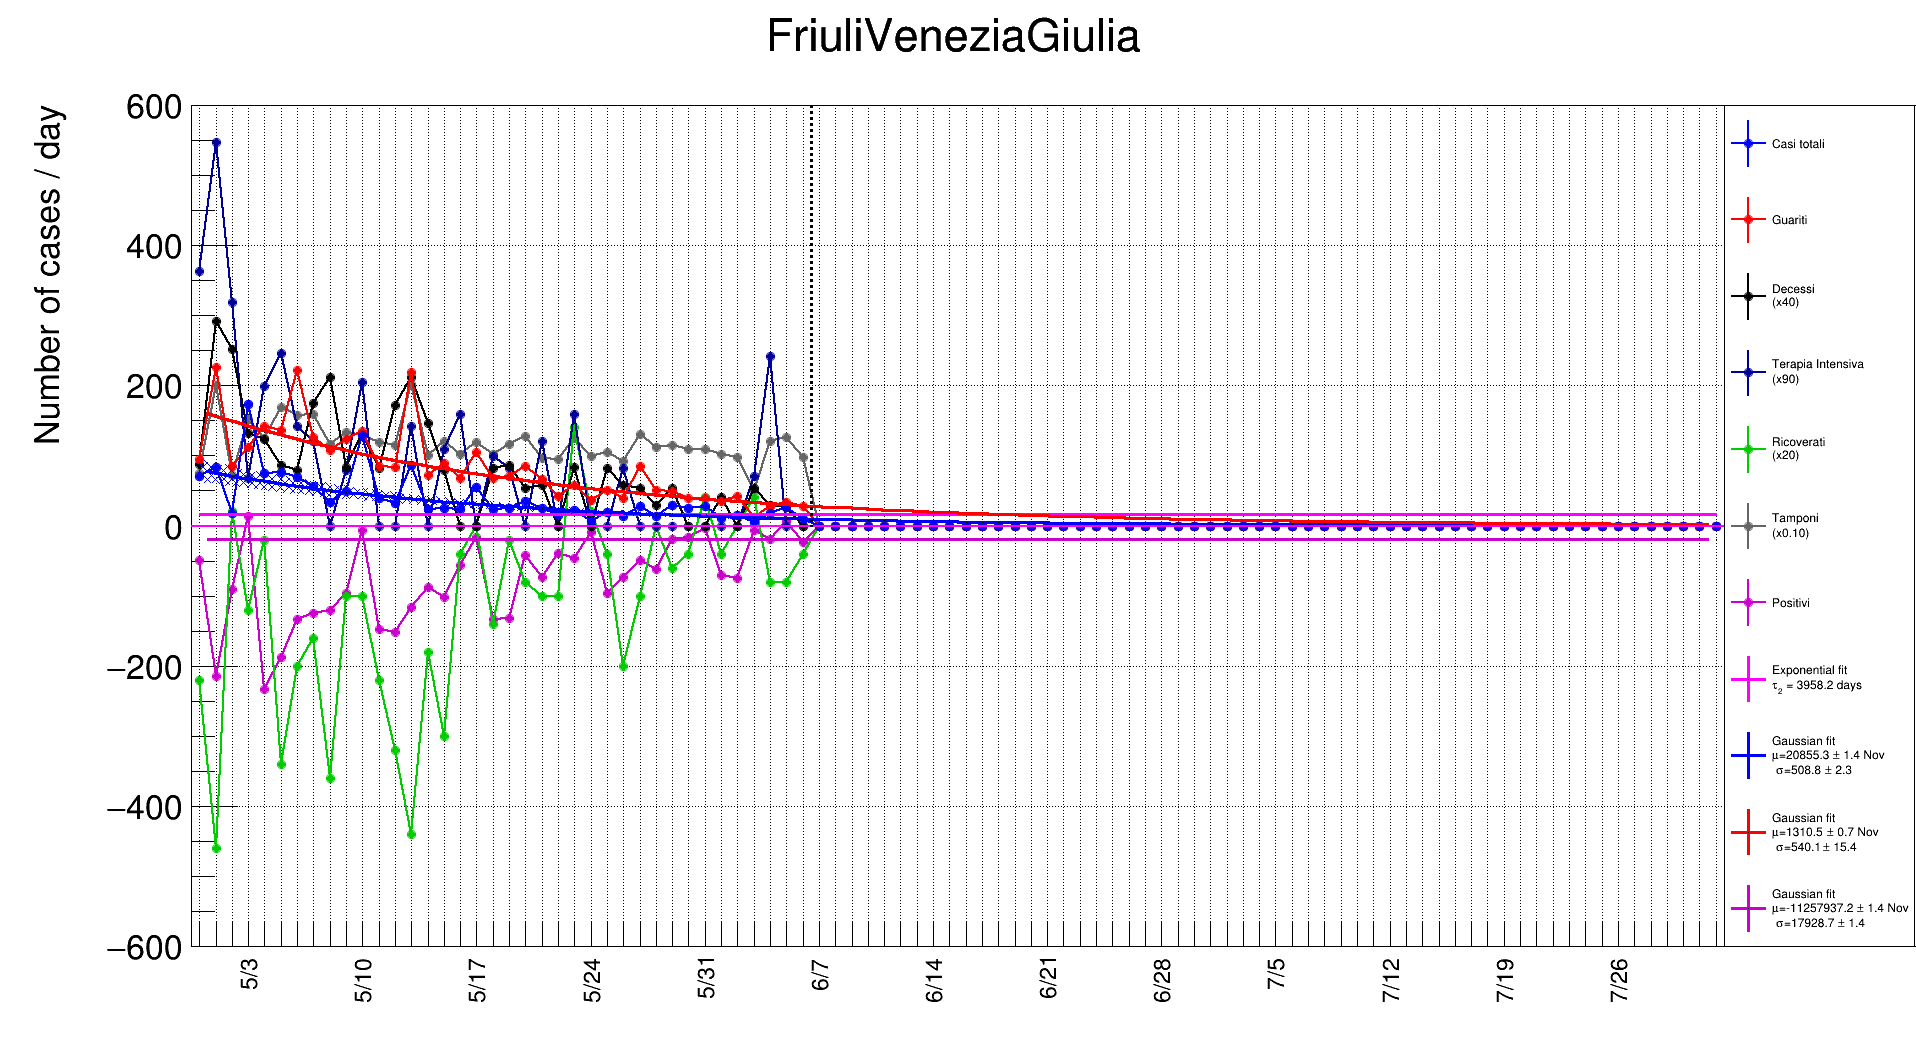 FriuliVeneziaGiulia
Number of cases / day
600
400
200
0
−200
−400
−600
5/3
5/10
5/17
5/24
5/31
6/7
6/14
6/21
6/28
7/5
7/12
7/19
7/26
Casi totali
Guariti
Decessi
(x40)
Terapia Intensiva
(x90)
Ricoverati
(x20)
Tamponi
(x0.10)
Positivi
Exponential fit
τ₂ = 3958.2 days
Gaussian fit
μ=20855.3 ± 1.4 Nov
σ=508.8 ± 2.3
Gaussian fit
μ=1310.5 ± 0.7 Nov
σ=540.1 ± 15.4
Gaussian fit
μ=-11257937.2 ± 1.4 Nov
σ=17928.7 ± 1.4